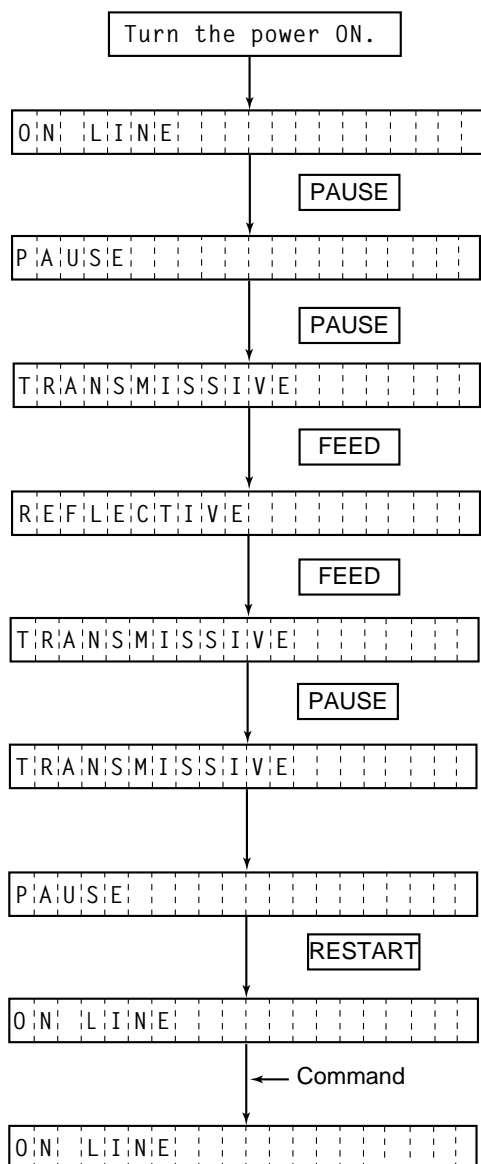 Turn the power ON.
ON LINE
PAUSE
PAUSE
PAUSE
TRANSMISSIVE
FEED
REFLECTIVE
FEED
TRANSMISSIVE
PAUSE
TRANSMISSIVE
PAUSE
RESTART
ON LINE
Command
ON LINE